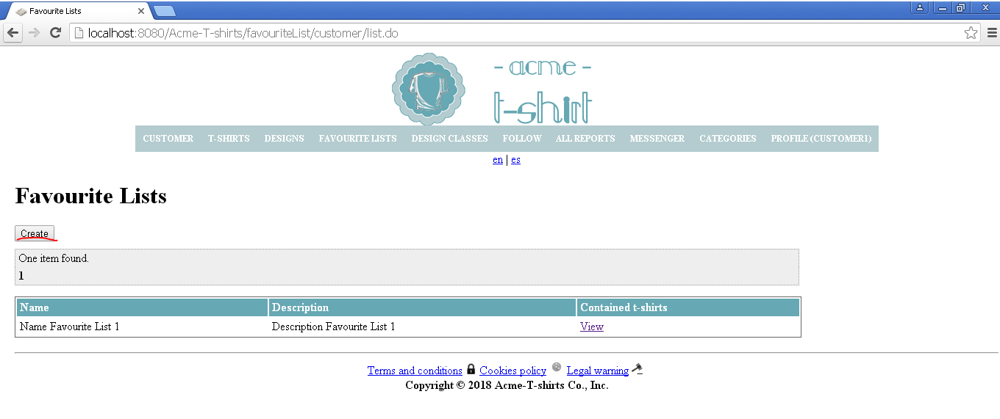 Favourite Lists
localhost:8080/Acme-T-shirts/favouriteList/customer/list.do
- acme -
t-shirt
CUSTOMER T-SHIRTS DESIGNS FAVOURITE LISTS DESIGN CLASSES FOLLOW ALL REPORTS MESSENGER CATEGORIES PROFILE (CUSTOMER1)
en | es
Favourite Lists
Create
One item found.
1
Name Description Contained t-shirts
Name Favourite List 1 Description Favourite List 1 View
Terms and conditions Cookies policy Legal warning
Copyright © 2018 Acme-T-shirts Co., Inc.